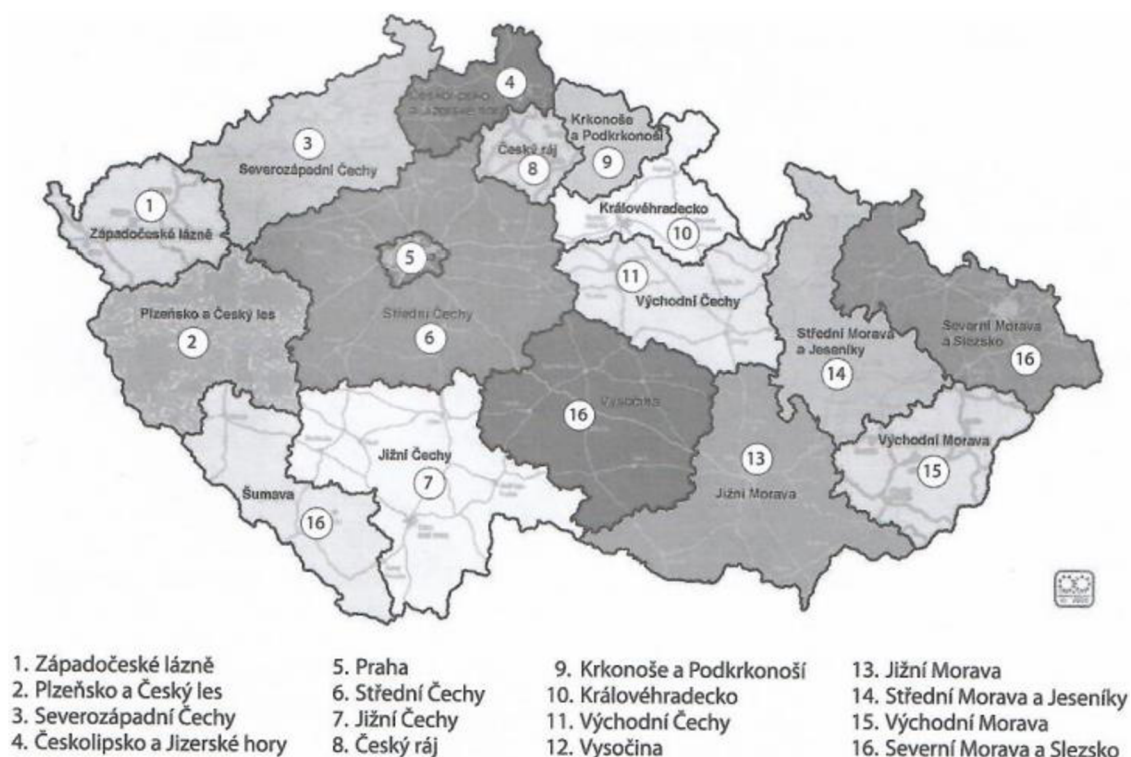 4
Českolipsko
a Jizerské hory
3
Severozápadní Čechy
Krkonoše
a Podkrkonoší
9
Český ráj
8
1
Západočeské lázně
Královéhradecko
10
5
11
Východní Čechy
Plzeňsko a Český les
2
Střední Čechy
6
Střední Morava
a Jeseníky
14
Severní Morava
a Slezsko
16
16
Vysočina
Jižní Čechy
7
13
Jižní Morava
Východní Morava
15
Šumava
16
1. Západočeské lázně
2. Plzeňsko a Český les
3. Severozápadní Čechy
4. Českolipsko a Jizerské hory
5. Praha
6. Střední Čechy
7. Jižní Čechy
8. Český ráj
9. Krkonoše a Podkrkonoší
10. Královéhradecko
11. Východní Čechy
12. Vysočina
13. Jižní Morava
14. Střední Morava a Jeseníky
15. Východní Morava
16. Severní Morava a Slezsko